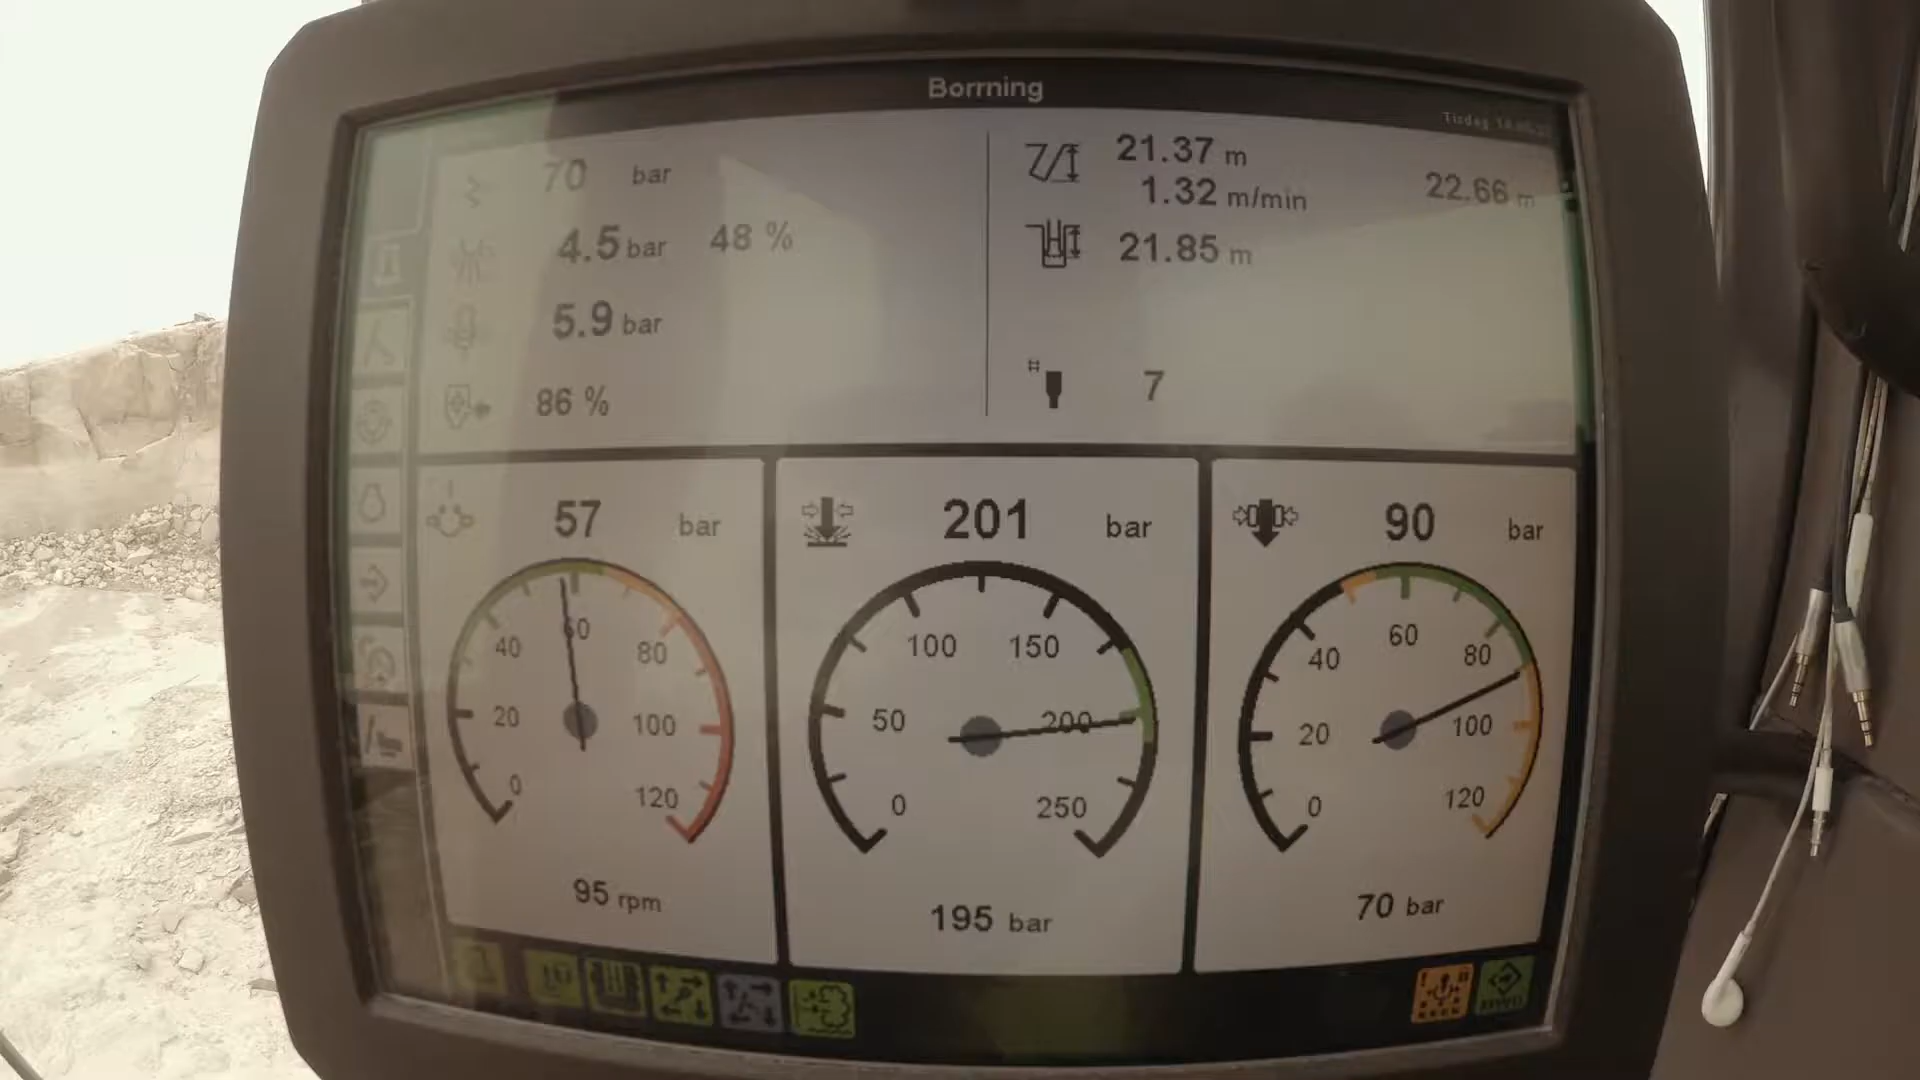 Borrning
70 bar
4.5 bar 48 %
5.9 bar
86 %
21.37 m
1.32 m/min 22.66 m
21.85 m
# 7
57 bar
0 20 40 60 80 100 120
95 rpm
201 bar
0 50 100 150 200 250
195 bar
90 bar
0 20 40 60 80 100 120
70 bar